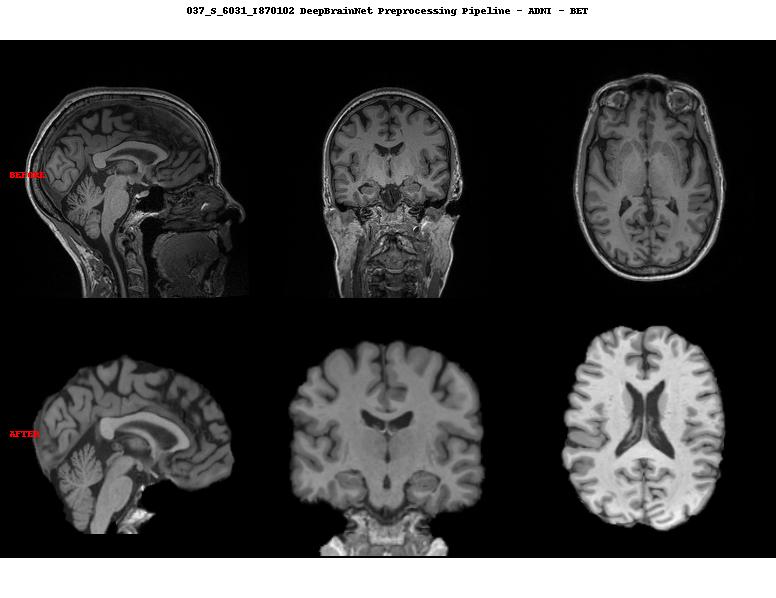 037_S_6031_I870102 DeepBrainNet Preprocessing Pipeline - ADNI - BET
BEFORE
AFTER